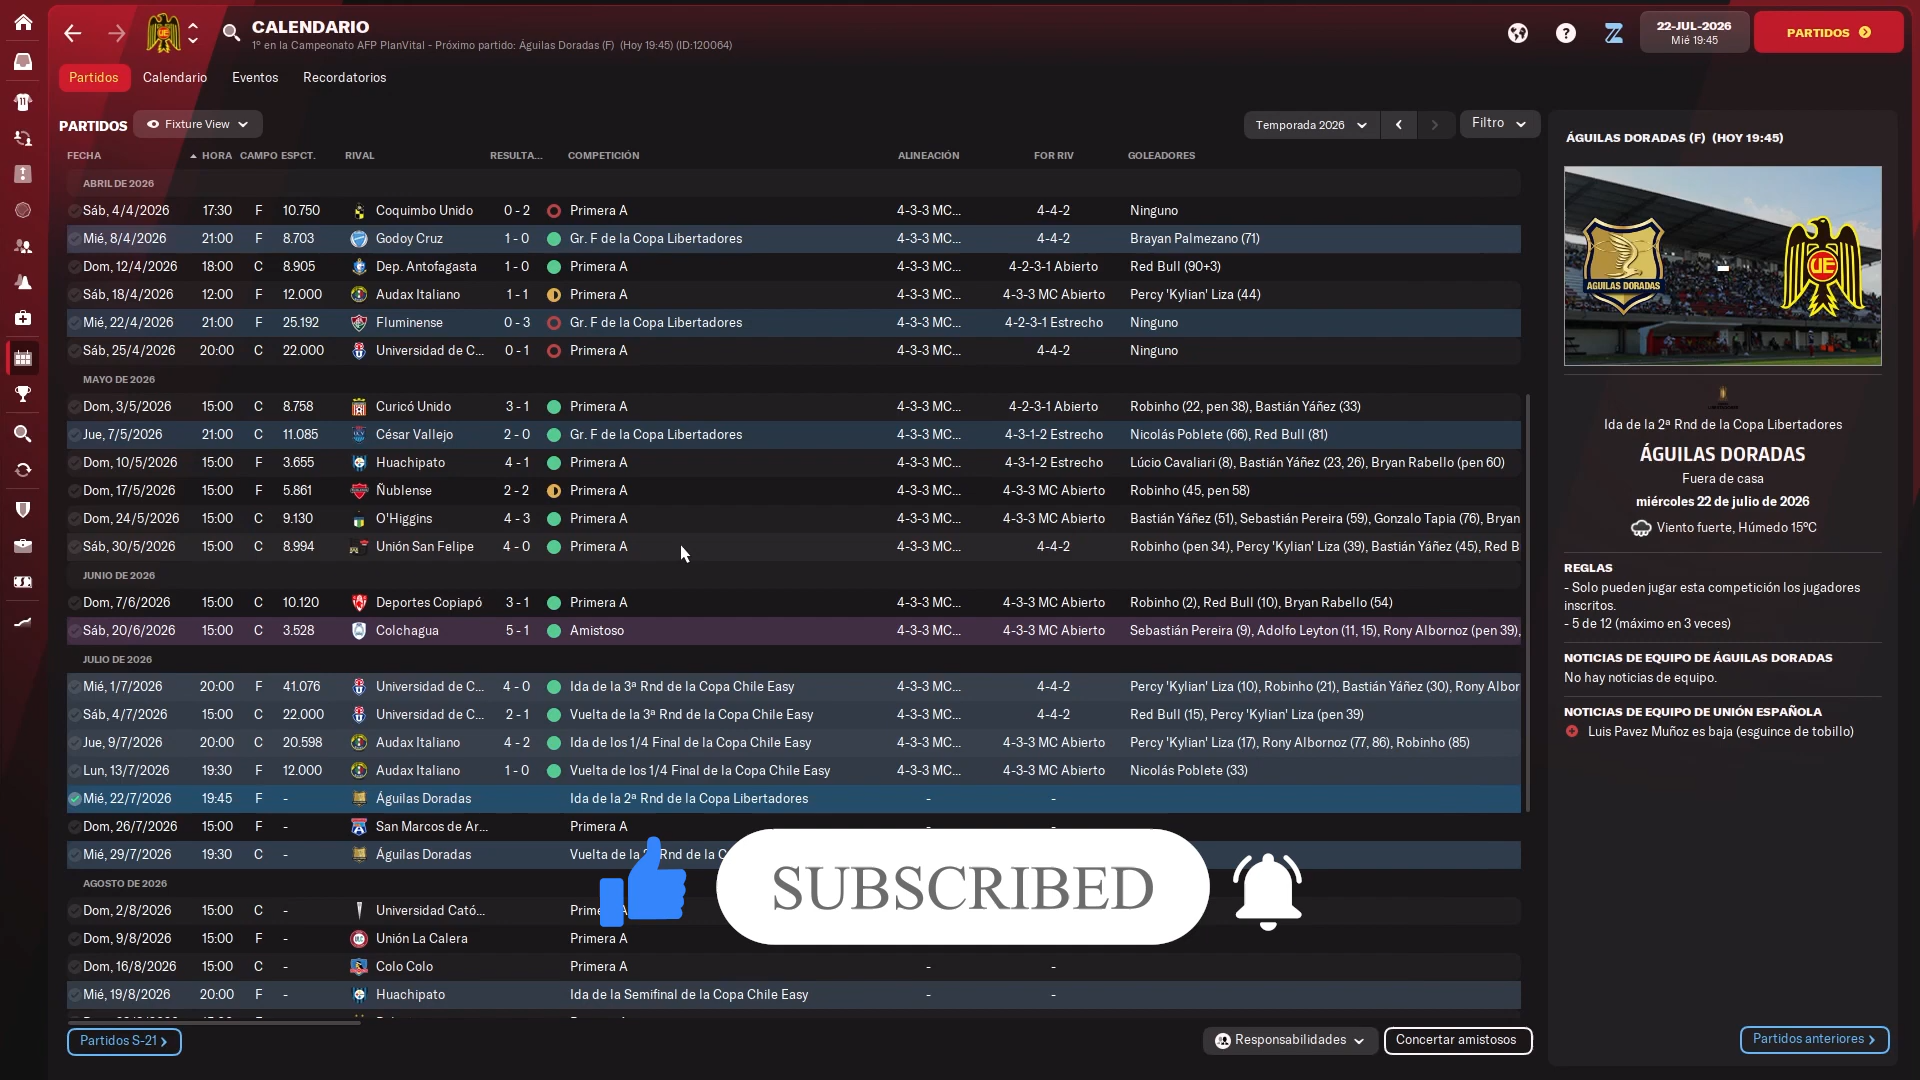 CALENDARIO
1º en la Campeonato AFP PlanVital - Próximo partido: Águilas Doradas (F) (Hoy 19:45) (ID:120064)
22-JUL-2026
Mié 19:45
PARTIDOS
Partidos Calendario Eventos Recordatorios
PARTIDOS Fixture View Temporada 2026 Filtro
FECHA HORA CAMPO ESPCT. RIVAL RESULTA... COMPETICIÓN ALINEACIÓN FOR RIV GOLEADORES
ABRIL DE 2026
Sáb, 4/4/2026 17:30 F 10.750 Coquimbo Unido 0 - 2 Primera A 4-3-3 MC... 4-4-2 Ninguno
Mié, 8/4/2026 21:00 F 8.703 Godoy Cruz 1 - 0 Gr. F de la Copa Libertadores 4-3-3 MC... 4-4-2 Brayan Palmezano (71)
Dom, 12/4/2026 18:00 C 8.905 Dep. Antofagasta 1 - 0 Primera A 4-3-3 MC... 4-2-3-1 Abierto Red Bull (90+3)
Sáb, 18/4/2026 12:00 F 12.000 Audax Italiano 1 - 1 Primera A 4-3-3 MC... 4-3-3 MC Abierto Percy 'Kylian' Liza (44)
Mié, 22/4/2026 21:00 F 25.192 Fluminense 0 - 3 Gr. F de la Copa Libertadores 4-3-3 MC... 4-2-3-1 Estrecho Ninguno
Sáb, 25/4/2026 20:00 C 22.000 Universidad de C... 0 - 1 Primera A 4-3-3 MC... 4-4-2 Ninguno
MAYO DE 2026
Dom, 3/5/2026 15:00 C 8.758 Curicó Unido 3 - 1 Primera A 4-3-3 MC... 4-2-3-1 Abierto Robinho (22, pen 38), Bastián Yáñez (33)
Jue, 7/5/2026 21:00 C 11.085 César Vallejo 2 - 0 Gr. F de la Copa Libertadores 4-3-3 MC... 4-3-1-2 Estrecho Nicolás Poblete (66), Red Bull (81)
Dom, 10/5/2026 15:00 F 3.655 Huachipato 4 - 1 Primera A 4-3-3 MC... 4-3-1-2 Estrecho Lúcio Cavaliari (8), Bastián Yáñez (23, 26), Bryan Rabello (pen 60)
Dom, 17/5/2026 15:00 F 5.861 Ñublense 2 - 2 Primera A 4-3-3 MC... 4-3-3 MC Abierto Robinho (45, pen 58)
Dom, 24/5/2026 15:00 C 9.130 O'Higgins 4 - 3 Primera A 4-3-3 MC... 4-3-3 MC Abierto Bastián Yáñez (51), Sebastián Pereira (59), Gonzalo Tapia (76), Bryan
Sáb, 30/5/2026 15:00 C 8.994 Unión San Felipe 4 - 0 Primera A 4-3-3 MC... 4-4-2 Robinho (pen 34), Percy 'Kylian' Liza (39), Bastián Yáñez (45), Red B
JUNIO DE 2026
Dom, 7/6/2026 15:00 C 10.120 Deportes Copiapó 3 - 1 Primera A 4-3-3 MC... 4-3-3 MC Abierto Robinho (2), Red Bull (10), Bryan Rabello (54)
Sáb, 20/6/2026 15:00 C 3.528 Colchagua 5 - 1 Amistoso 4-3-3 MC... 4-3-3 MC Abierto Sebastián Pereira (9), Adolfo Leyton (11, 15), Rony Albornoz (pen 39),
JULIO DE 2026
Mié, 1/7/2026 20:00 F 41.076 Universidad de C... 4 - 0 Ida de la 3ª Rnd de la Copa Chile Easy 4-3-3 MC... 4-4-2 Percy 'Kylian' Liza (10), Robinho (21), Bastián Yáñez (30), Rony Albor
Sáb, 4/7/2026 15:00 C 22.000 Universidad de C... 2 - 1 Vuelta de la 3ª Rnd de la Copa Chile Easy 4-3-3 MC... 4-4-2 Red Bull (15), Percy 'Kylian' Liza (pen 39)
Jue, 9/7/2026 20:00 C 20.598 Audax Italiano 4 - 2 Ida de los 1/4 Final de la Copa Chile Easy 4-3-3 MC... 4-3-3 MC Abierto Percy 'Kylian' Liza (17), Rony Albornoz (77, 86), Robinho (85)
Lun, 13/7/2026 19:30 F 12.000 Audax Italiano 1 - 0 Vuelta de los 1/4 Final de la Copa Chile Easy 4-3-3 MC... 4-3-3 MC Abierto Nicolás Poblete (33)
Mié, 22/7/2026 19:45 F - Águilas Doradas Ida de la 2ª Rnd de la Copa Libertadores - -
Dom, 26/7/2026 15:00 F - San Marcos de Ar... Primera A - -
Mié, 29/7/2026 19:30 C - Águilas Doradas Vuelta de la Rnd de la C
AGOSTO DE 2026
Dom, 2/8/2026 15:00 C - Universidad Cató... Prime A
Dom, 9/8/2026 15:00 F - Unión La Calera Primera A
Dom, 16/8/2026 15:00 C - Colo Colo Primera A - -
Mié, 19/8/2026 20:00 F - Huachipato Ida de la Semifinal de la Copa Chile Easy - -
SUBSCRIBED
Partidos S-21 Responsabilidades Concertar amistosos
ÁGUILAS DORADAS (F) (HOY 19:45)
AGUILAS DORADAS - UE
Ida de la 2ª Rnd de la Copa Libertadores
ÁGUILAS DORADAS
Fuera de casa
miércoles 22 de julio de 2026
Viento fuerte, Húmedo 15ºC
REGLAS
- Solo pueden jugar esta competición los jugadores
inscritos.
- 5 de 12 (máximo en 3 veces)
NOTICIAS DE EQUIPO DE ÁGUILAS DORADAS
No hay noticias de equipo.
NOTICIAS DE EQUIPO DE UNIÓN ESPAÑOLA
Luis Pavez Muñoz es baja (esguince de tobillo)
Partidos anteriores